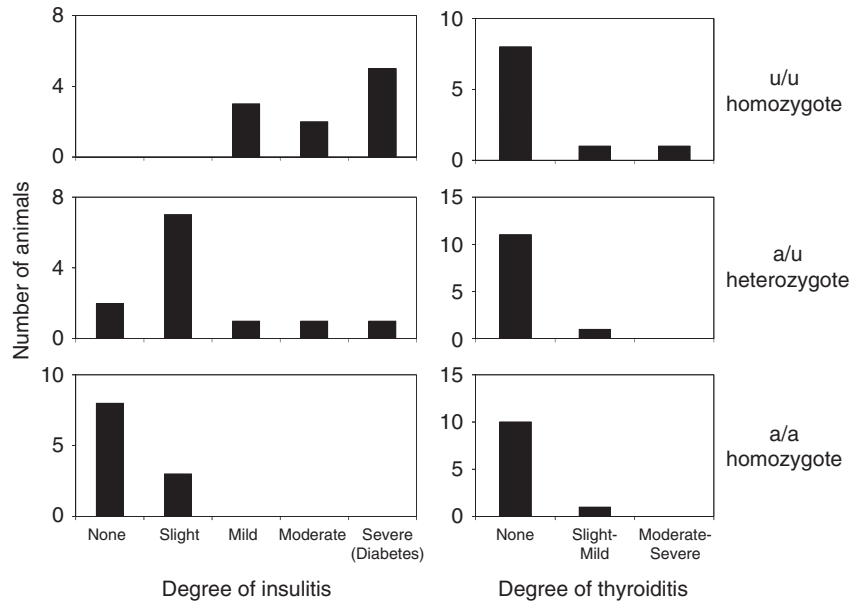 8
4
0
10
5
0
u/u
homozygote
Number of animals
8
4
0
15
10
5
0
a/u
heterozygote
10
5
0
15
10
5
0
a/a
homozygote
None Slight Mild Moderate Severe
(Diabetes)
None Slight-
Mild Moderate-
Severe
Degree of insulitis
Degree of thyroiditis